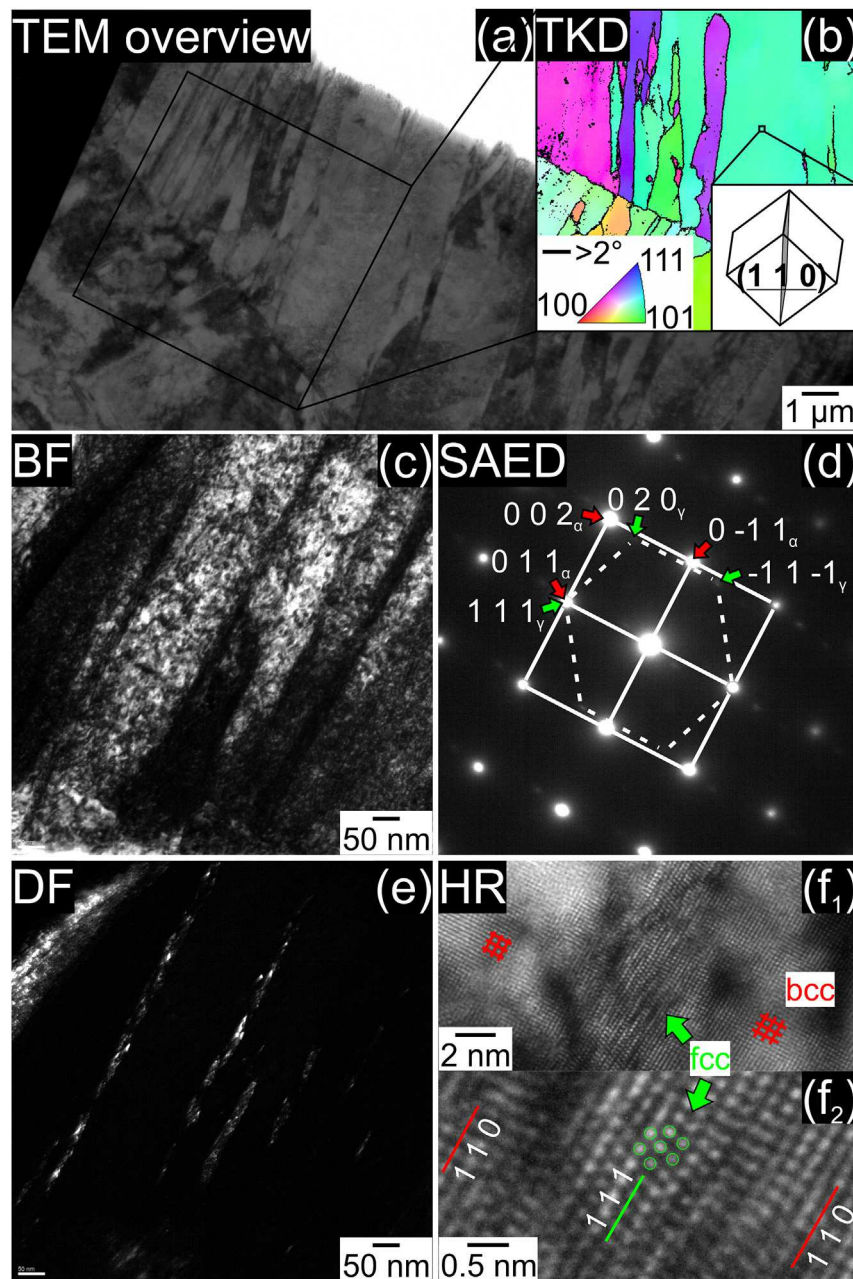 TEM overview
(a)
TKD
(b)
>2°
111
100
101
(1 1 0)
1 µm
BF
(c)
50 nm
SAED
(d)
0 0 2α
0 2 0γ
0 -1 1α
0 1 1α
-1 1 -1γ
1 1 1γ
DF
(e)
50 nm
50 nm
HR
(f₁)
bcc
2 nm
fcc
(f₂)
1 1 0
1 1 1
1 1 0
0.5 nm